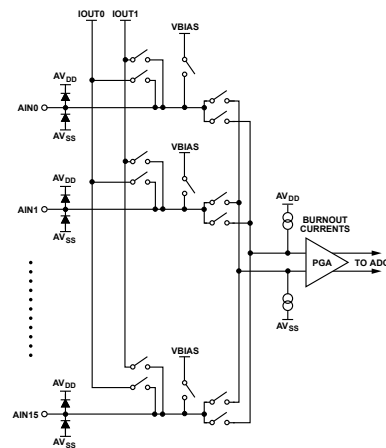 IOUT0 IOUT1
VBIAS
AVDD
AIN0
AVSS
VBIAS
AVDD
AIN1
AVSS
AVDD
BURNOUT
CURRENTS
PGA
TO ADC
AVSS
VBIAS
AVDD
AIN15
AVSS